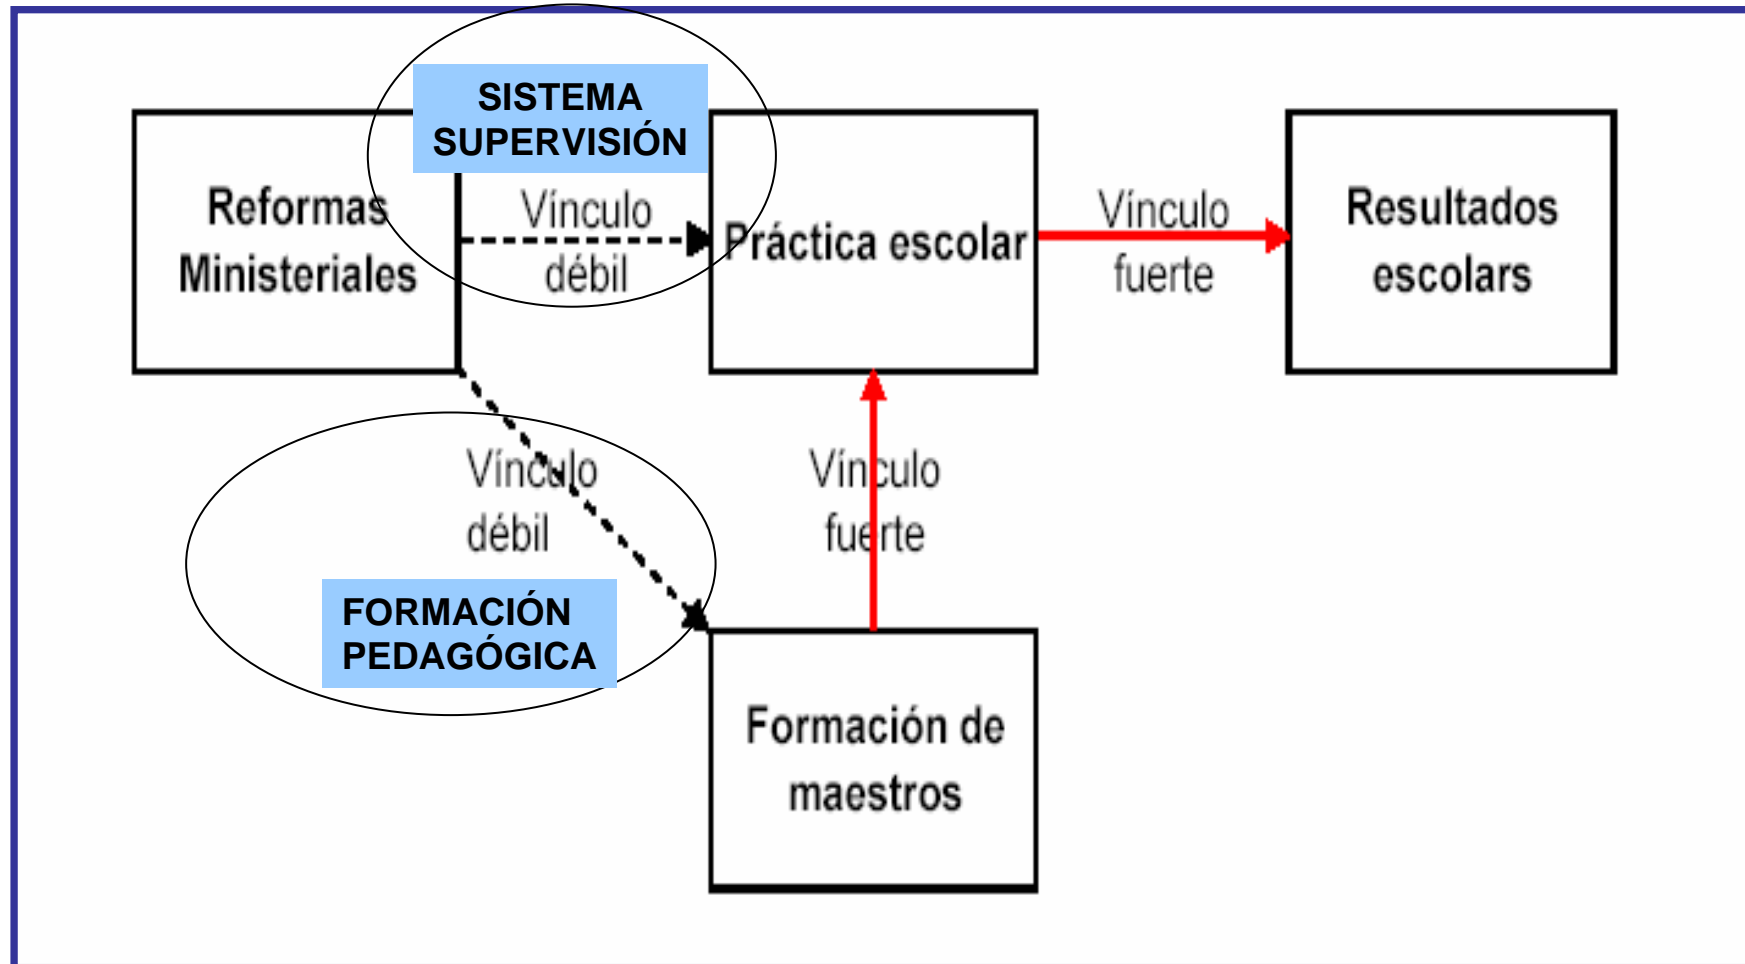 SISTEMA
SUPERVISIÓN
Reformas
Ministeriales
Vínculo
débil
Práctica escolar
Vínculo
fuerte
Resultados
escolars
Vínculo
débil
Vínculo
fuerte
FORMACIÓN
PEDAGÓGICA
Formación de
maestros